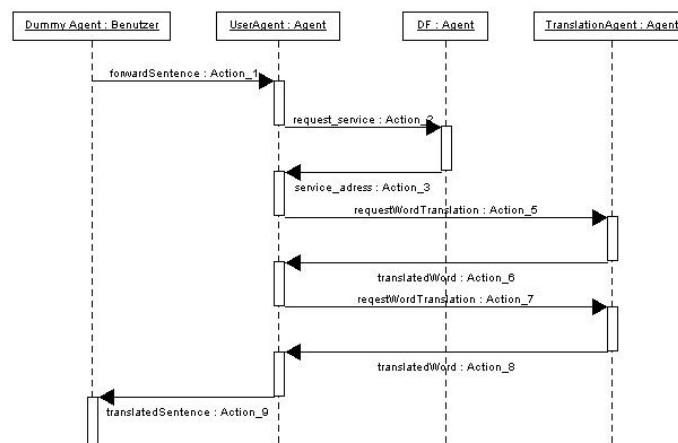 Dummy Agent : Benutzer
UserAgent : Agent
DF : Agent
TranslationAgent : Agent
forwardSentence : Action_1
request_service : Action_2
service_adress : Action_3
requestWordTranslation : Action_5
translatedWord : Action_6
reqestWordTranslation : Action_7
translatedWord : Action_8
translatedSentence : Action_9